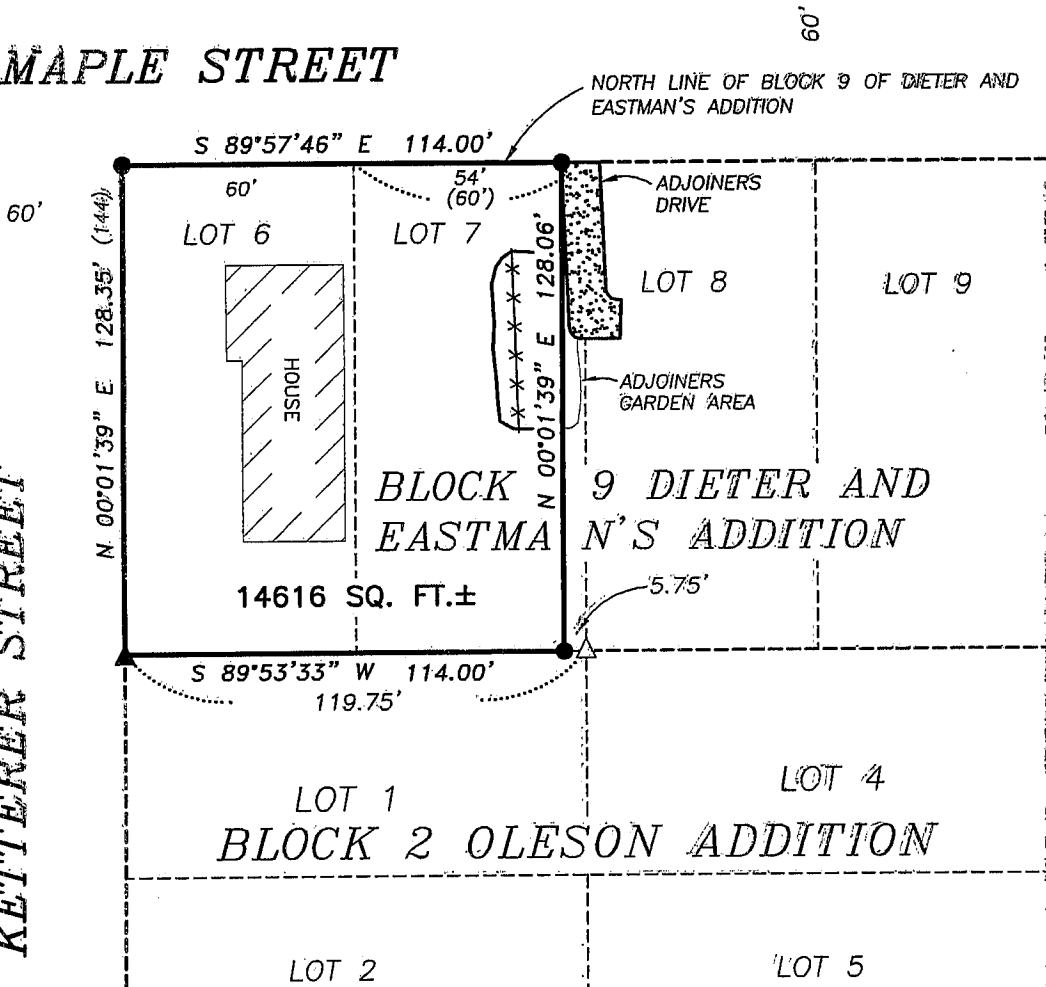 60'
MAPLE STREET
NORTH LINE OF BLOCK 9 OF DIETER AND
EASTMAN'S ADDITION
S 89°57'46" E 114.00'
60'
54'
(60')
ADJOINERS
DRIVE
60'
LOT 6
LOT 7
LOT 8
LOT 9
N 00°01'39" E 128.35' (144)
N 00°01'39" E 128.06'
HOUSE
ADJOINERS
GARDEN AREA
BLOCK 9 DIETER AND
EASTMAN'S ADDITION
14616 SQ. FT.±
5.75'
S 89°53'33" W 114.00'
119.75'
KETTERER STREET
LOT 1
LOT 4
BLOCK 2 OLESON ADDITION
LOT 2
LOT 5